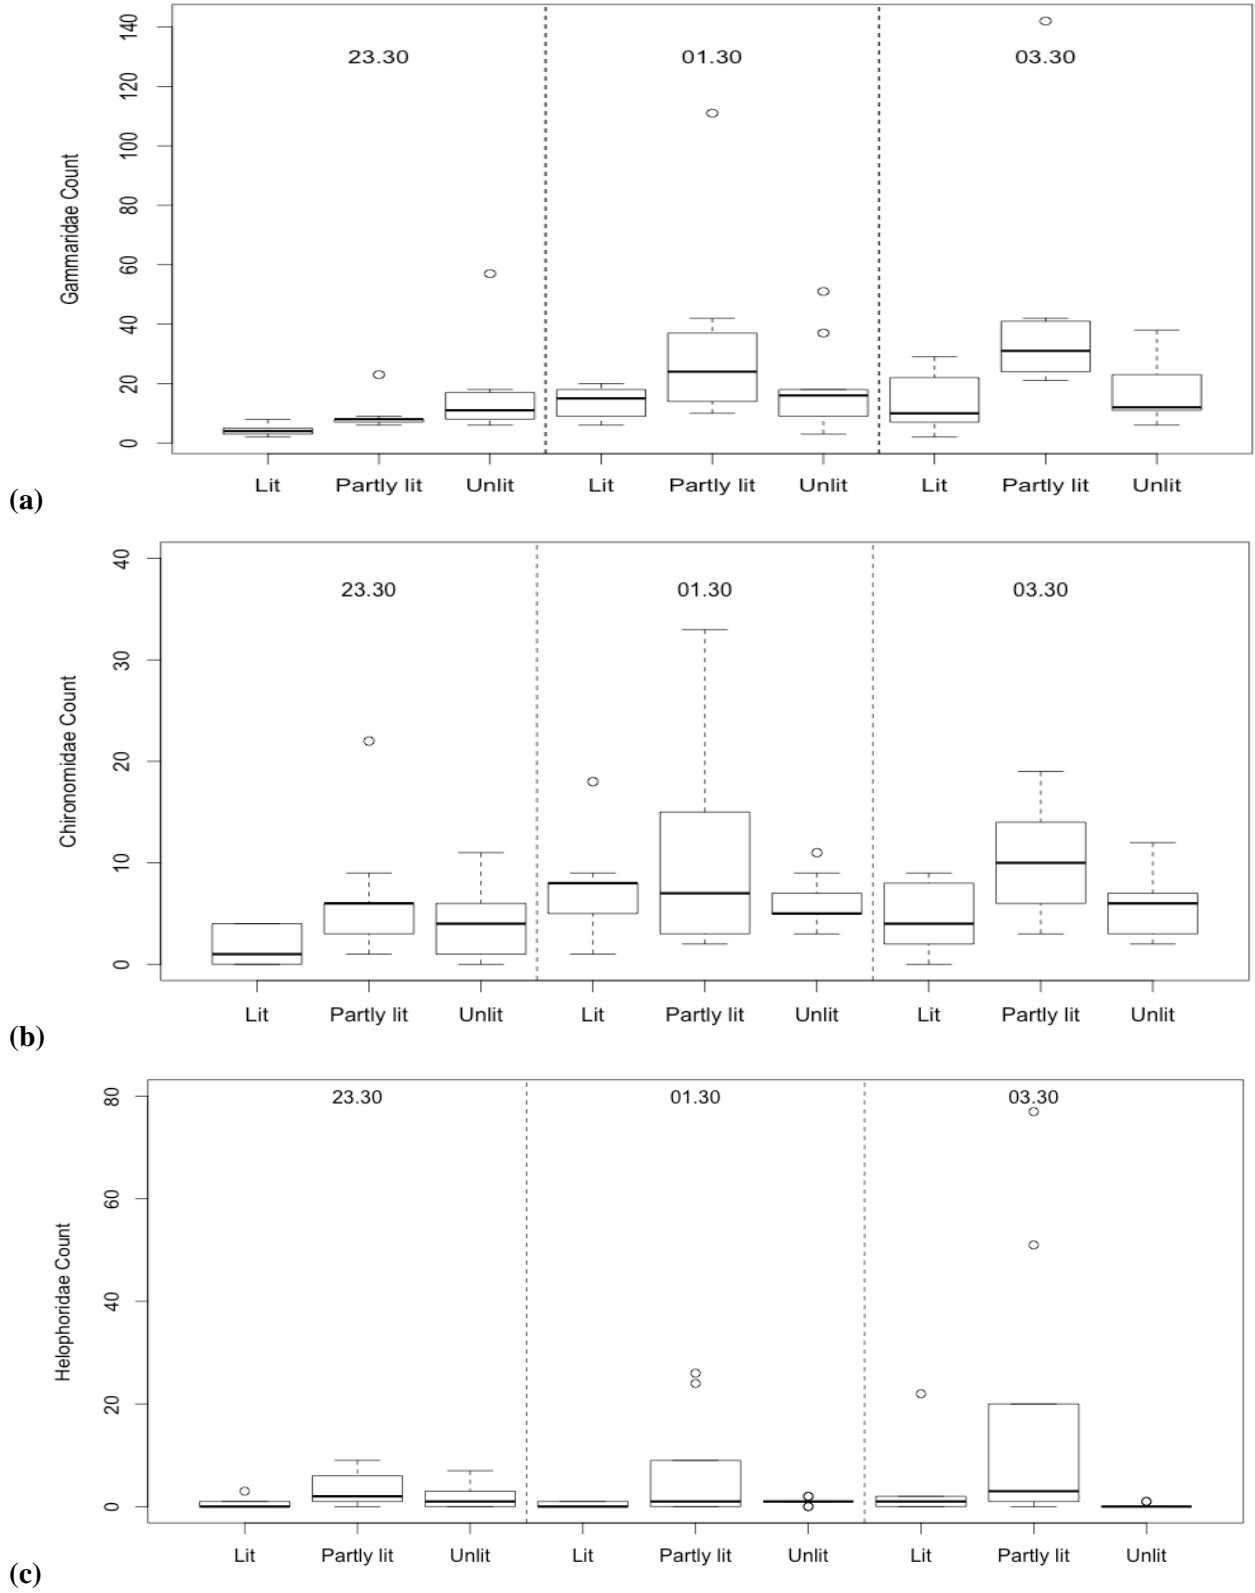 140
120
100
80
60
40
20
0
Gammaridae Count
23.30 01.30 03.30
Lit Partly lit Unlit Lit Partly lit Unlit Lit Partly lit Unlit
(a)
40
30
20
10
0
Chironomidae Count
23.30 01.30 03.30
Lit Partly lit Unlit Lit Partly lit Unlit Lit Partly lit Unlit
(b)
80
60
40
20
0
Helophoridae Count
23.30 01.30 03.30
Lit Partly lit Unlit Lit Partly lit Unlit Lit Partly lit Unlit
(c)